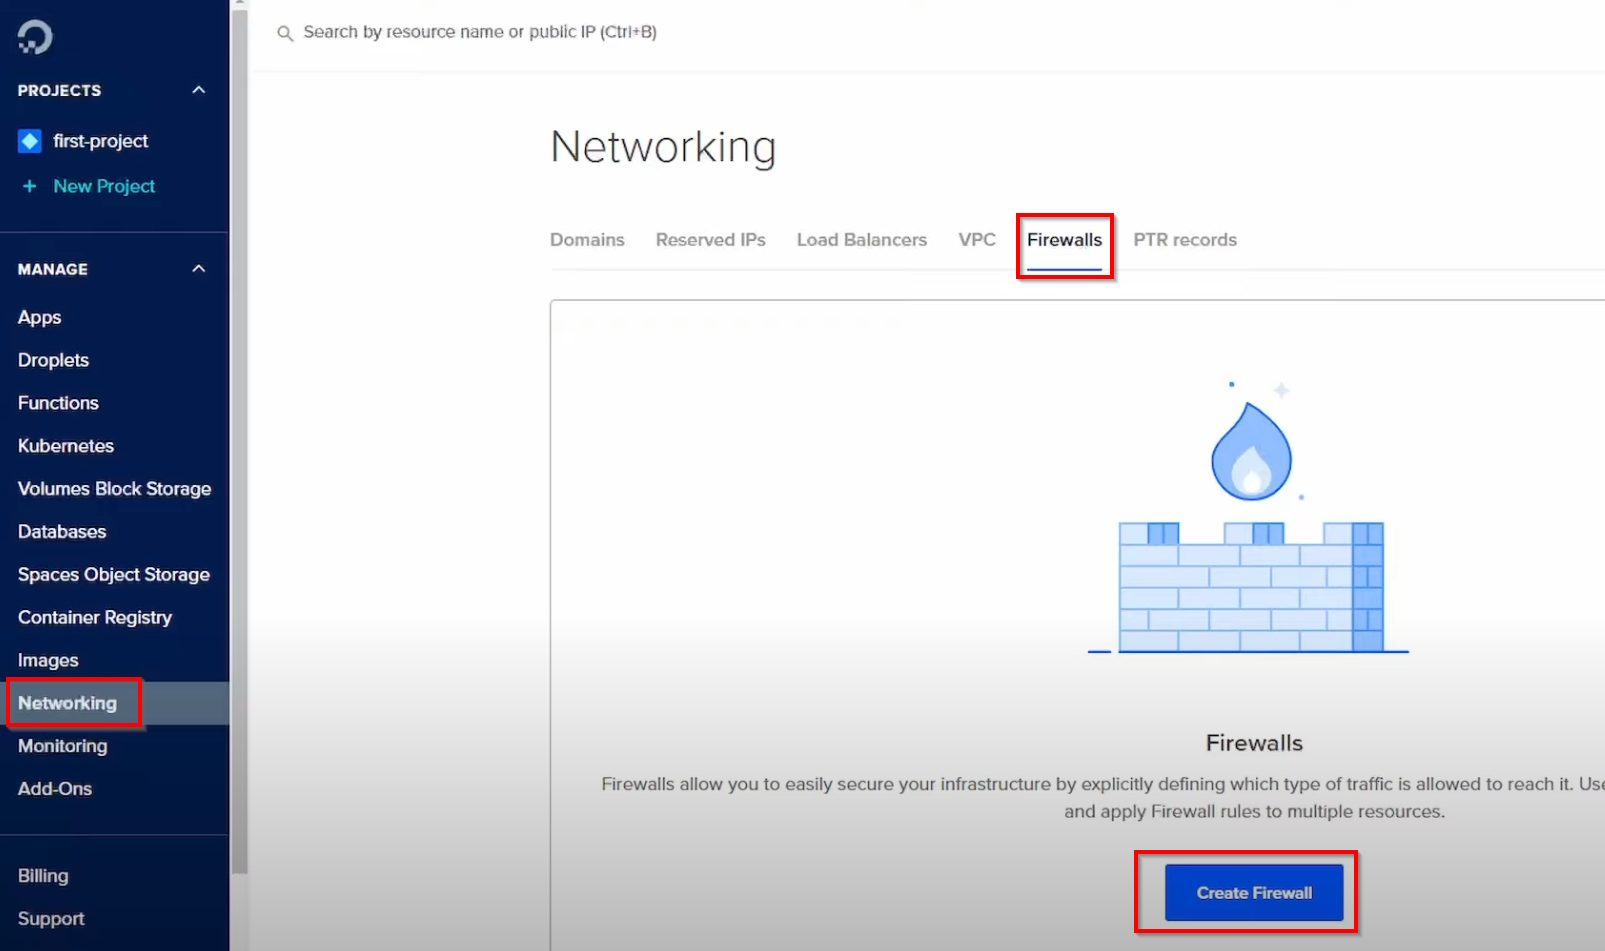 Search by resource name or public IP (Ctrl+B)
PROJECTS
first-project
+ New Project
MANAGE
Apps
Droplets
Functions
Kubernetes
Volumes Block Storage
Databases
Spaces Object Storage
Container Registry
Images
Networking
Monitoring
Add-Ons
Billing
Support
Networking
Domains Reserved IPs Load Balancers VPC Firewalls PTR records
Firewalls
Firewalls allow you to easily secure your infrastructure by explicitly defining which type of traffic is allowed to reach it. Use
and apply Firewall rules to multiple resources.
Create Firewall